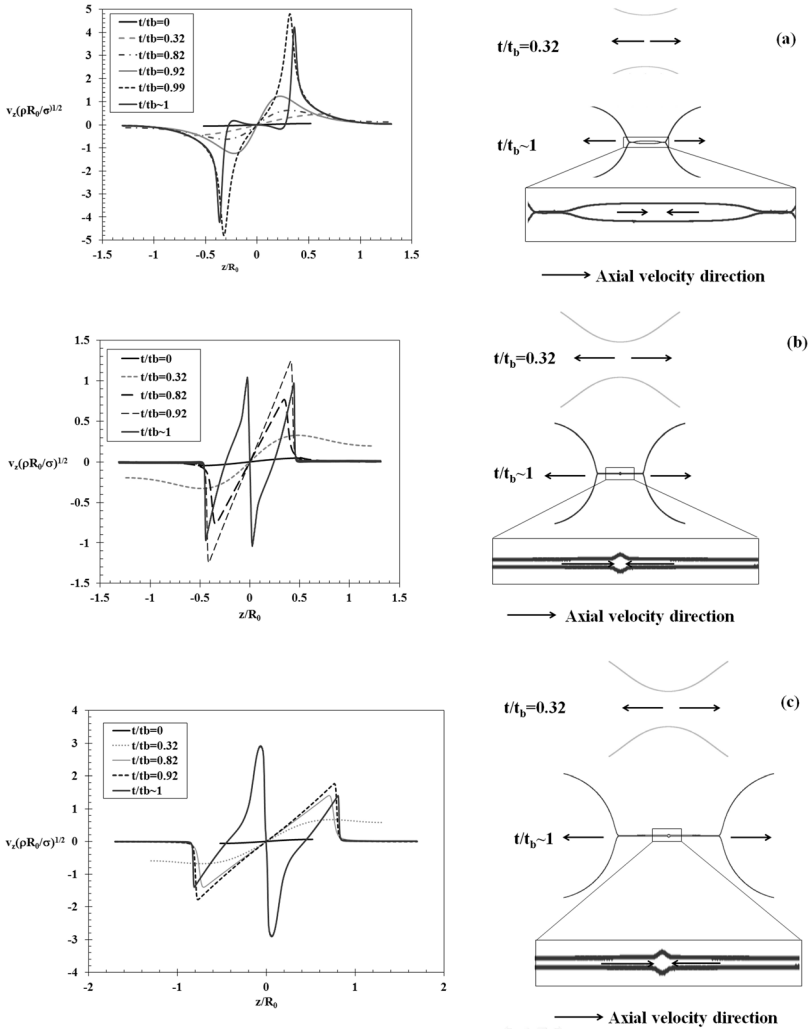 t/tb=0
t/tb=0.32
t/tb=0.82
t/tb=0.92
t/tb=0.99
t/tb~1
v_z(ρR_0/σ)^1/2
5
4
3
2
1
0
-1
-2
-3
-4
-5
-1.5 -1 -0.5 0 0.5 1 1.5
z/R_0
(a)
t/t_b=0.32
t/t_b~1
Axial velocity direction
t/tb=0
t/tb=0.32
t/tb=0.82
t/tb=0.92
t/tb~1
v_z(ρR_0/σ)^1/2
1.5
1
0.5
0
-0.5
-1
-1.5
-1.5 -1 -0.5 0 0.5 1 1.5
z/R_0
(b)
t/t_b=0.32
t/t_b~1
Axial velocity direction
t/tb=0
t/tb=0.32
t/tb=0.82
t/tb=0.92
t/tb~1
v_z(ρR_0/σ)^1/2
4
3
2
1
0
-1
-2
-3
-4
-2 -1 0 1 2
z/R_0
(c)
t/t_b=0.32
t/t_b~1
Axial velocity direction